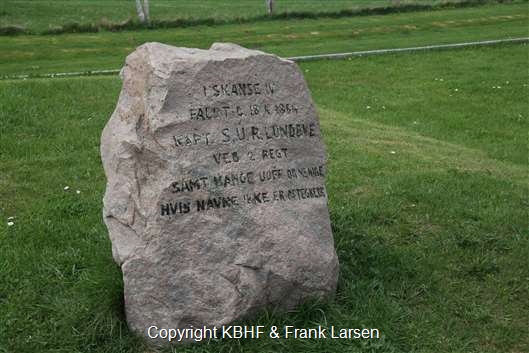 I SKANSE IV
FALDT D. 18 4. 1864
KAPT. S.U.R. LUNDBYE
VED 2 REGT
SAMT MANGE UOFF OG MENIGE
HVIS NAVNE IKKE ER OPTEGNEDE
Copyright KBHF & Frank Larsen